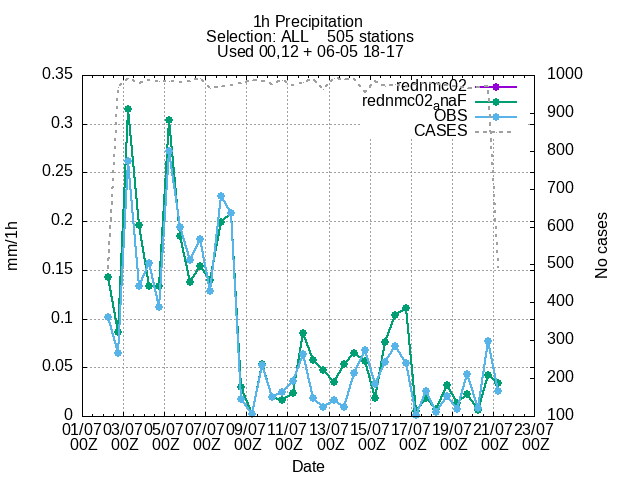 1h Precipitation
Selection: ALL 505 stations
Used 00,12 + 06-05 18-17
0.35
0.3
0.25
0.2
0.15
0.1
0.05
0
1000
900
800
700
600
500
400
300
200
100
rednmc02
rednmc02anaF
OBS
CASES
mm/1h
No cases
01/07 03/07 05/07 07/07 09/07 11/07 13/07 15/07 17/07 19/07 21/07 23/07
00Z 00Z 00Z 00Z 00Z 00Z 00Z 00Z 00Z 00Z 00Z 00Z
Date